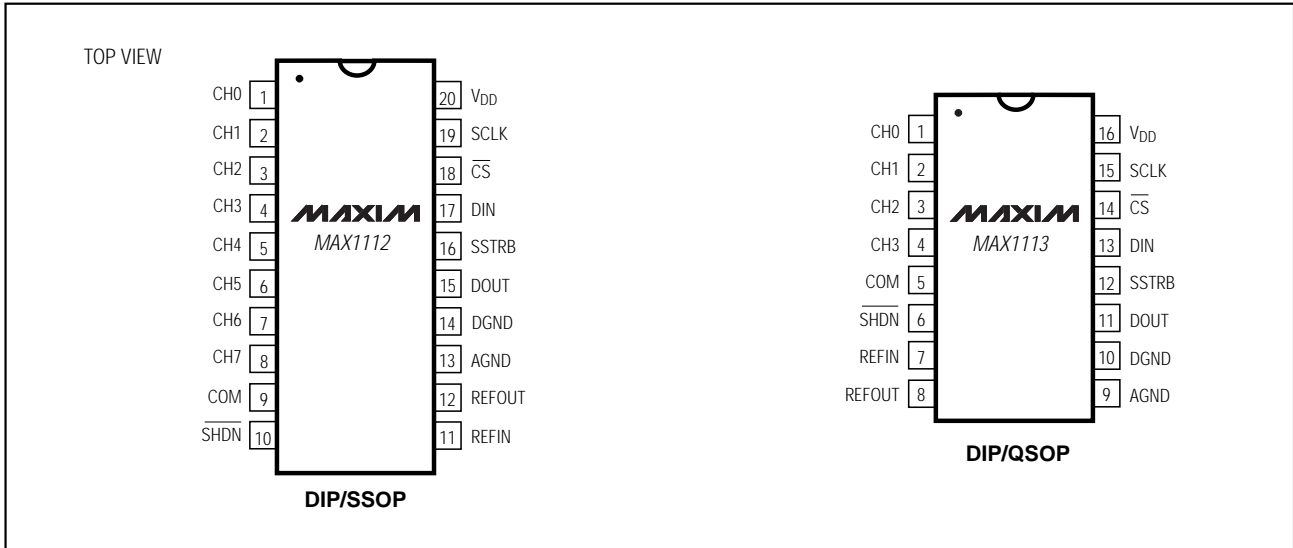 TOP VIEW
CH0 1
CH1 2
CH2 3
CH3 4
CH4 5
CH5 6
CH6 7
CH7 8
COM 9
SHDN 10
MAXIM
MAX1112
20 VDD
19 SCLK
18 CS
17 DIN
16 SSTRB
15 DOUT
14 DGND
13 AGND
12 REFOUT
11 REFIN
DIP/SSOP
CH0 1
CH1 2
CH2 3
CH3 4
COM 5
SHDN 6
REFIN 7
REFOUT 8
MAXIM
MAX1113
16 VDD
15 SCLK
14 CS
13 DIN
12 SSTRB
11 DOUT
10 DGND
9 AGND
DIP/QSOP